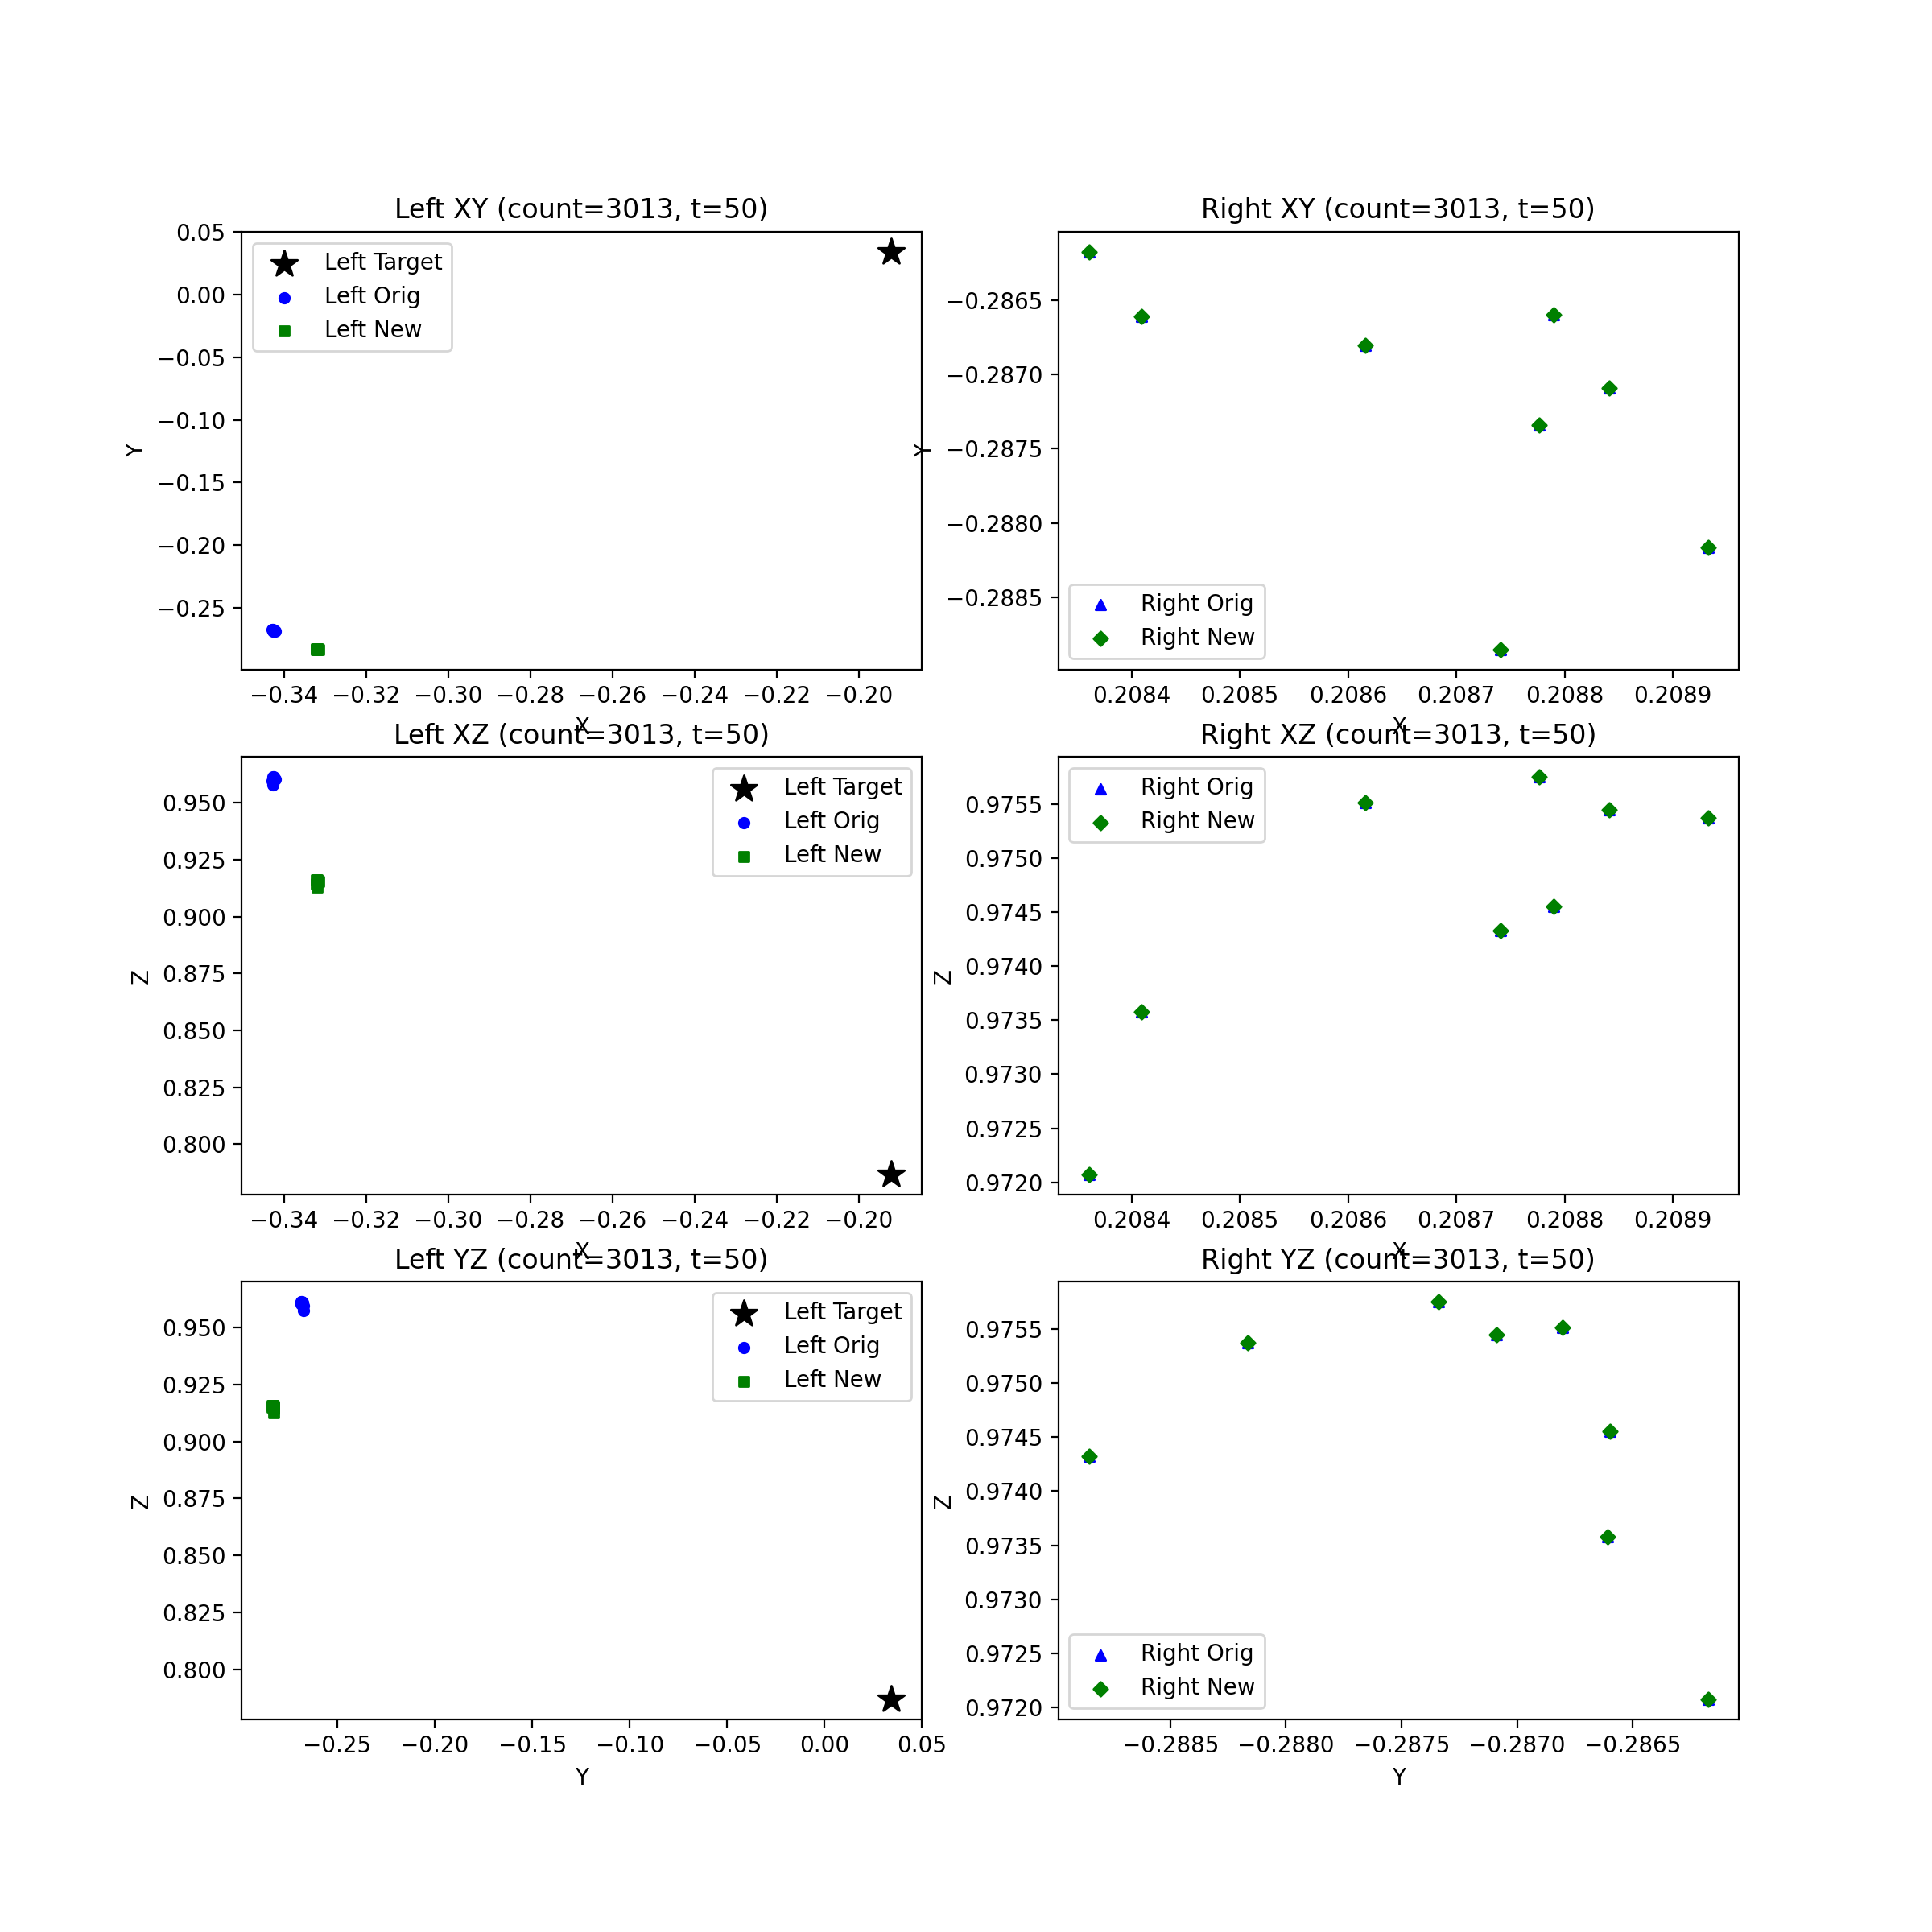 Left XY (count=3013, t=50)
0.05
0.00
−0.05
−0.10
−0.15
−0.20
−0.25
Y
Left Target
Left Orig
Left New
−0.34 −0.32 −0.30 −0.28 −0.26 −0.24 −0.22 −0.20
X
Right XY (count=3013, t=50)
−0.2865
−0.2870
−0.2875
−0.2880
−0.2885
Y
Right Orig
Right New
0.2084 0.2085 0.2086 0.2087 0.2088 0.2089
X
Left XZ (count=3013, t=50)
0.950
0.925
0.900
0.875
0.850
0.825
0.800
Z
Left Target
Left Orig
Left New
−0.34 −0.32 −0.30 −0.28 −0.26 −0.24 −0.22 −0.20
X
Right XZ (count=3013, t=50)
0.9755
0.9750
0.9745
0.9740
0.9735
0.9730
0.9725
0.9720
Z
Right Orig
Right New
0.2084 0.2085 0.2086 0.2087 0.2088 0.2089
X
Left YZ (count=3013, t=50)
0.950
0.925
0.900
0.875
0.850
0.825
0.800
Z
Left Target
Left Orig
Left New
−0.25 −0.20 −0.15 −0.10 −0.05 0.00 0.05
Y
Right YZ (count=3013, t=50)
0.9755
0.9750
0.9745
0.9740
0.9735
0.9730
0.9725
0.9720
Z
Right Orig
Right New
−0.2885 −0.2880 −0.2875 −0.2870 −0.2865
Y